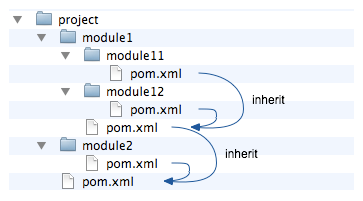 project
module1
module11
pom.xml
module12
pom.xml
inherit
pom.xml
module2
inherit
pom.xml
pom.xml